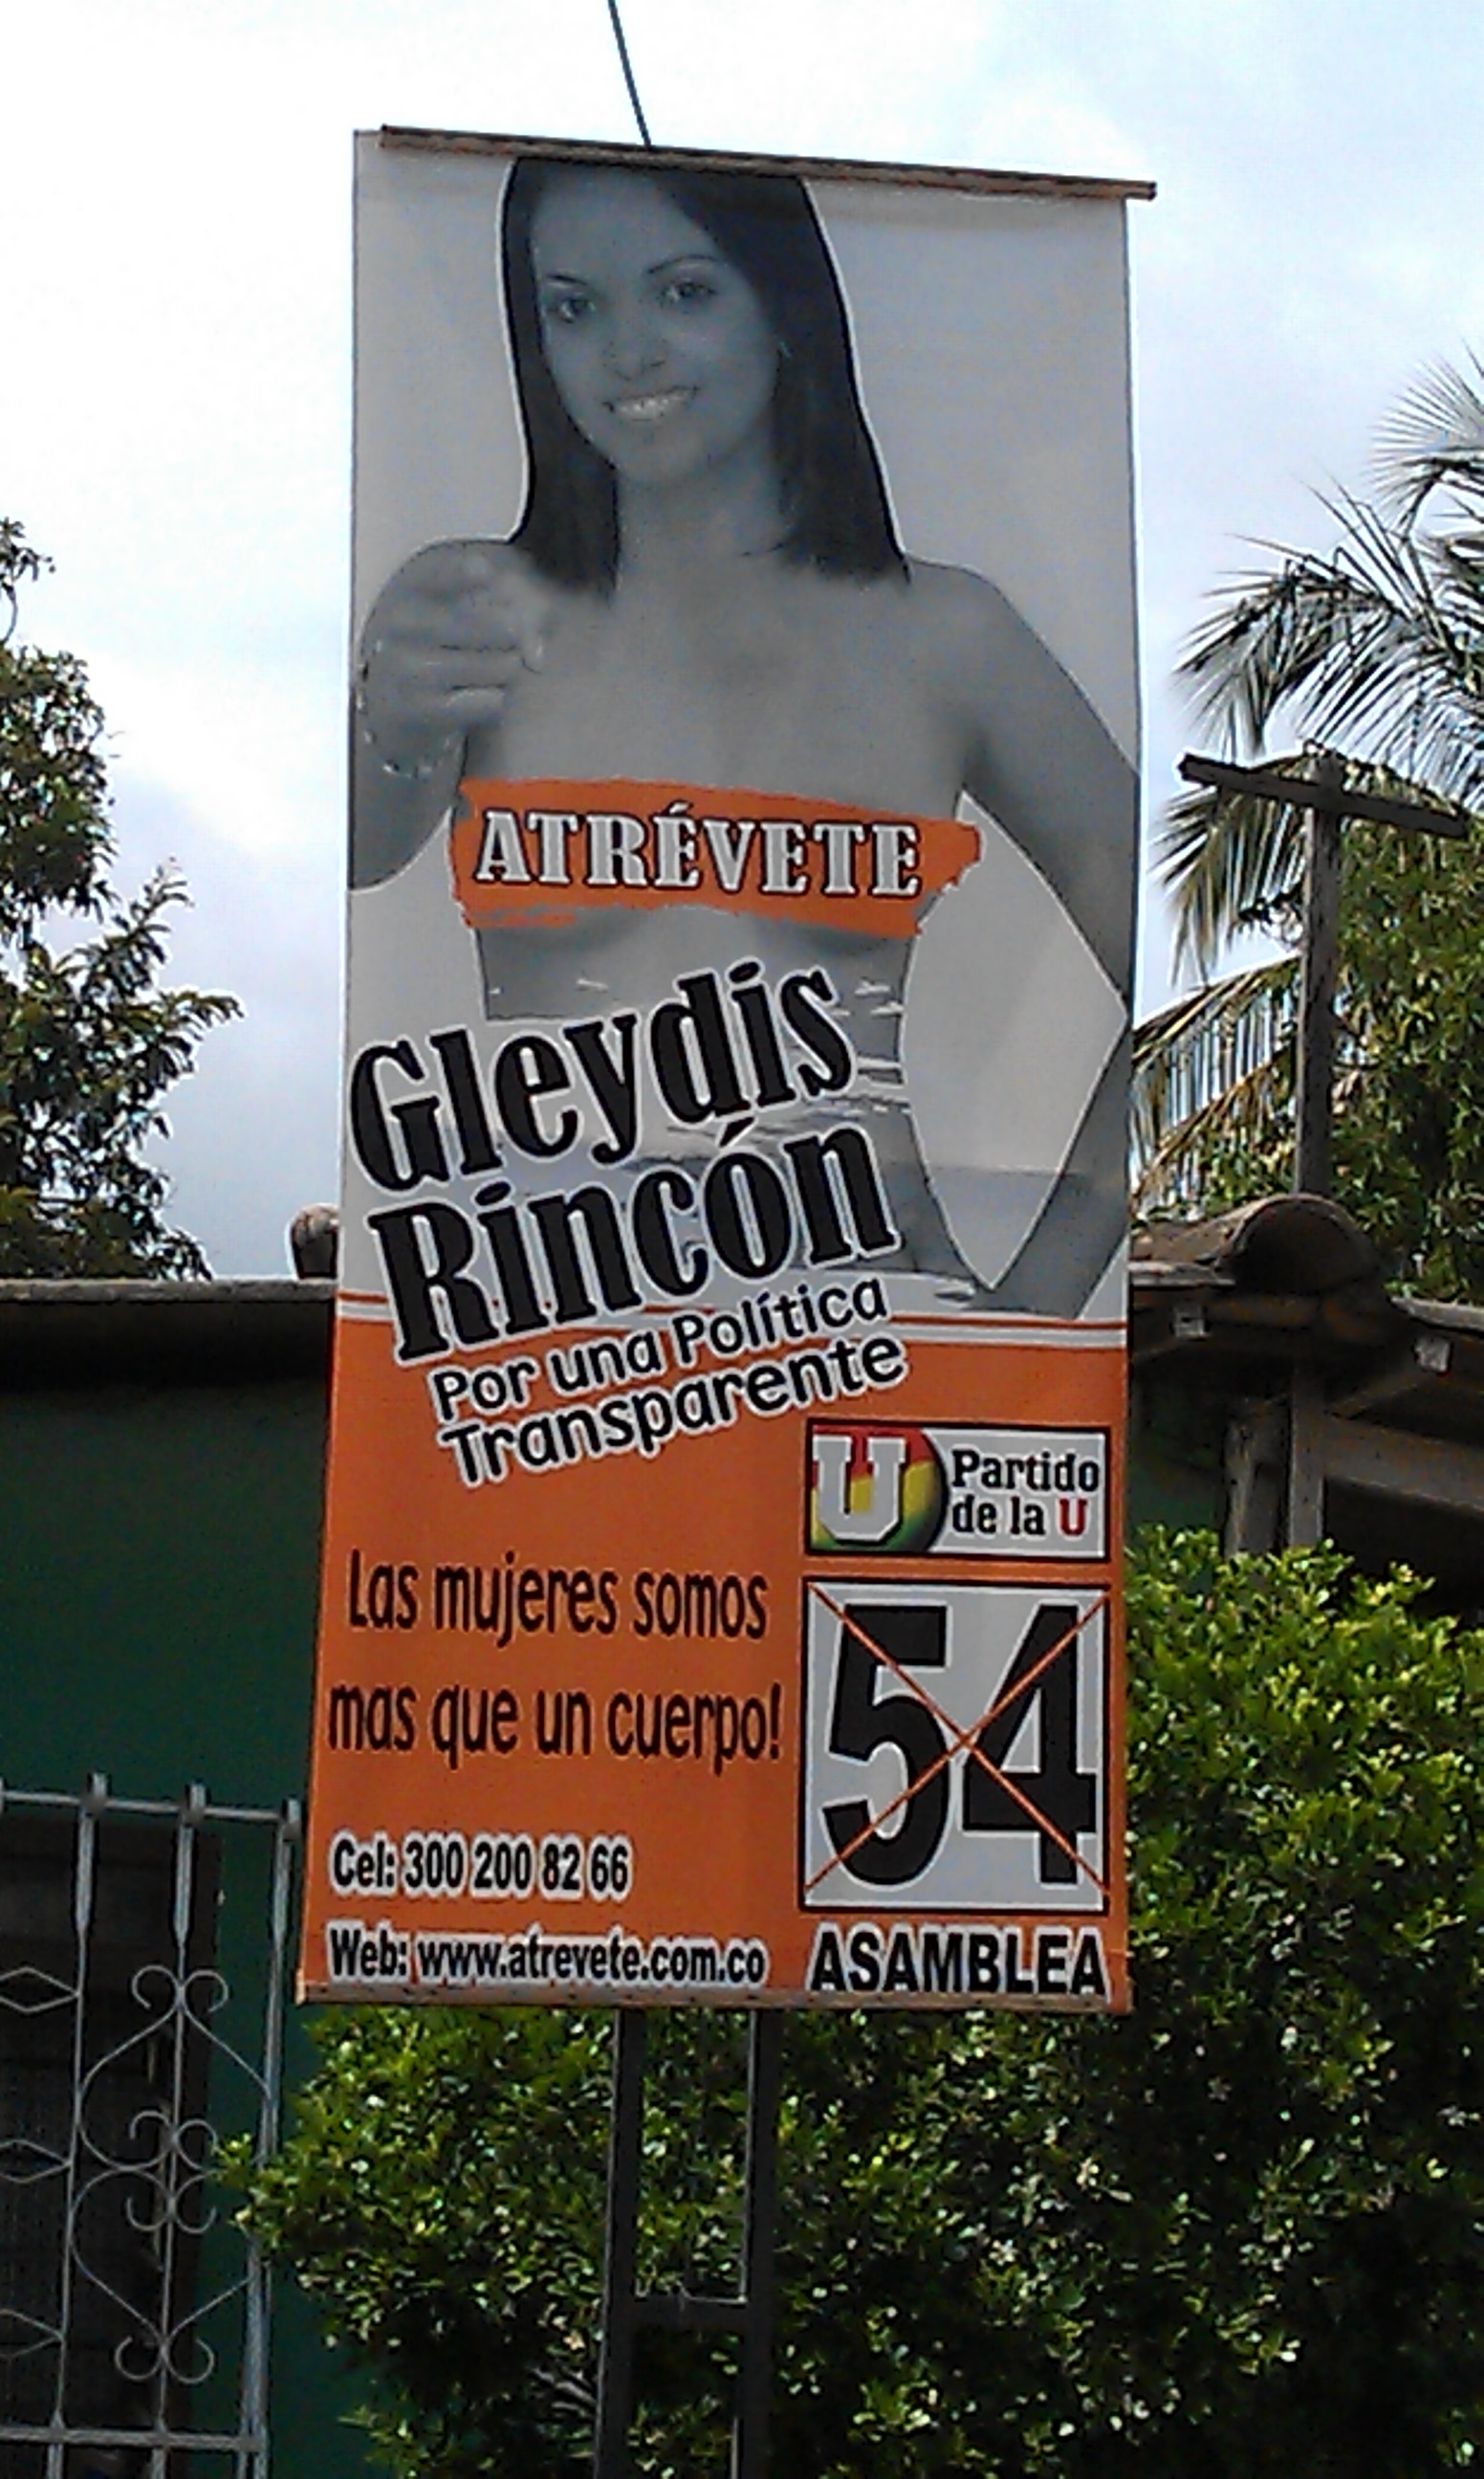 ATRÉVETE
Gleydis
Rincón
Por una Política
Transparente
U
Partido
de la U
Las mujeres somos
mas que un cuerpo!
54
Cel: 300 200 82 66
Web: www.atrevete.com.co
ASAMBLEA